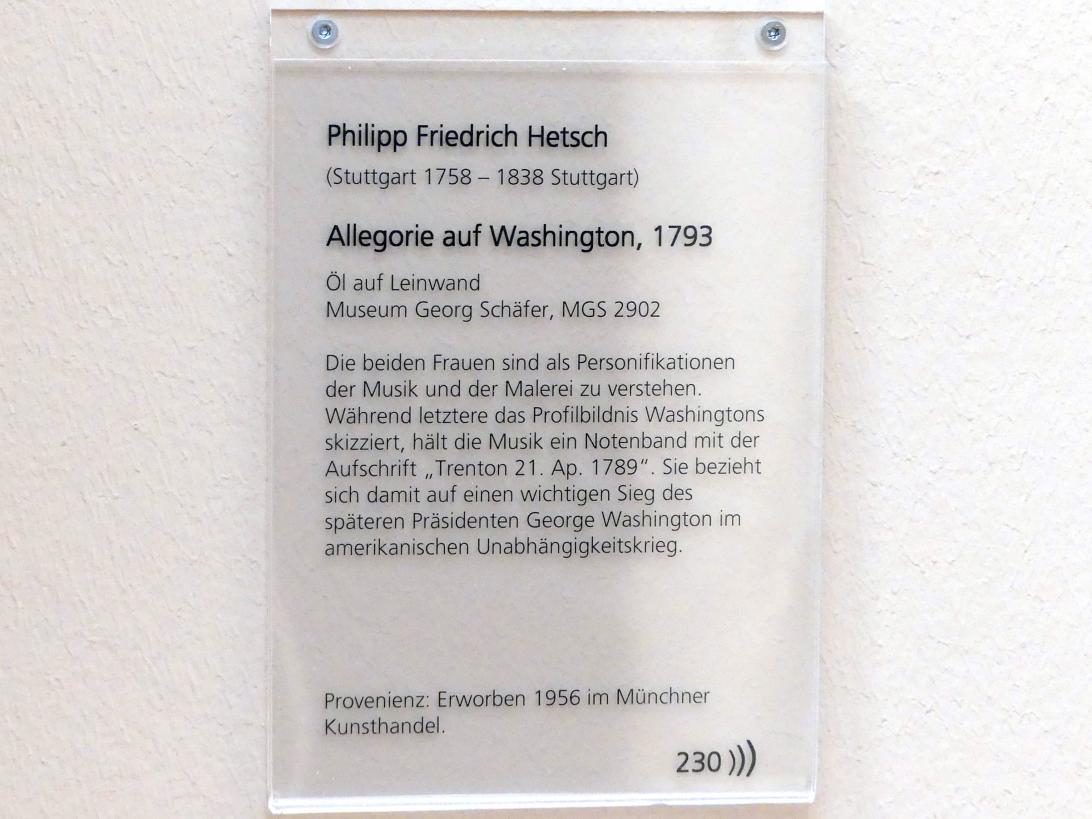 Philipp Friedrich Hetsch
(Stuttgart 1758 – 1838 Stuttgart)
Allegorie auf Washington, 1793
Öl auf Leinwand
Museum Georg Schäfer, MGS 2902
Die beiden Frauen sind als Personifikationen
der Musik und der Malerei zu verstehen.
Während letztere das Profilbildnis Washingtons
skizziert, hält die Musik ein Notenband mit der
Aufschrift „Trenton 21. Ap. 1789“. Sie bezieht
sich damit auf einen wichtigen Sieg des
späteren Präsidenten George Washington im
amerikanischen Unabhängigkeitskrieg.
Provenienz: Erworben 1956 im Münchner
Kunsthandel.
230